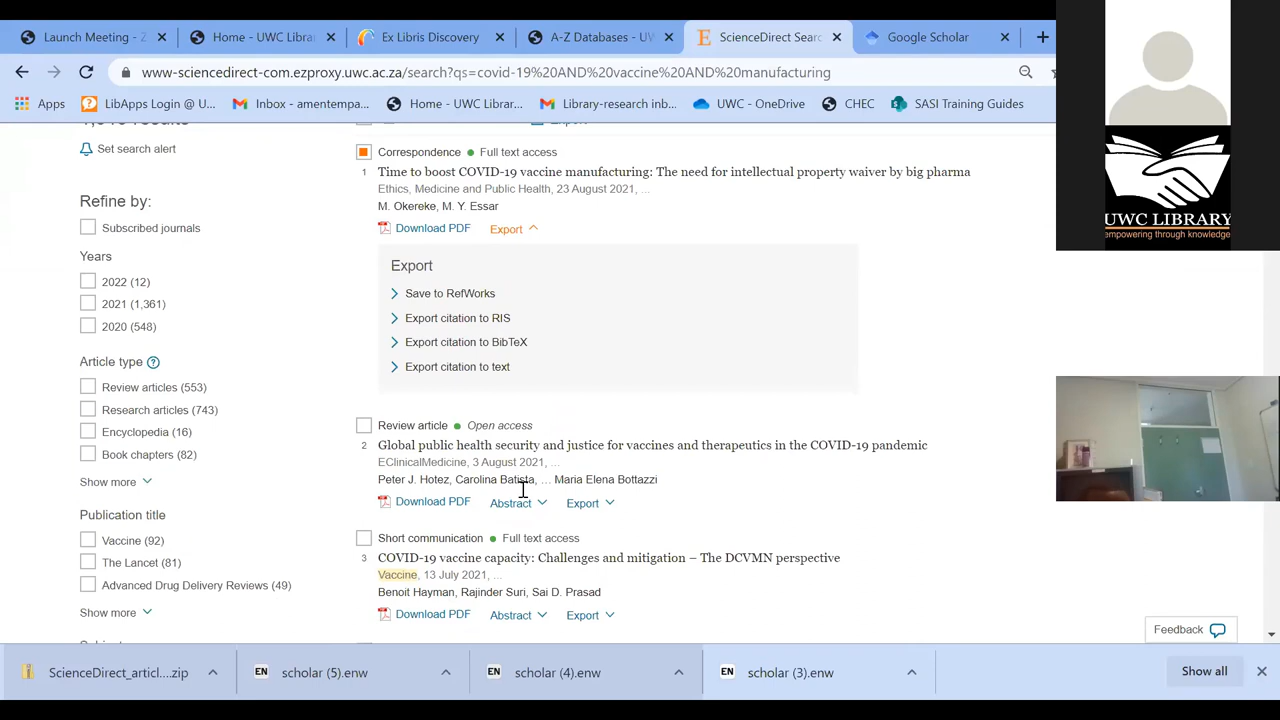 Launch Meeting - Z
Home - UWC Libra
Ex Libris Discovery
A-Z Databases - UW
ScienceDirect Searc
Google Scholar
www-sciencedirect-com.ezproxy.uwc.ac.za/search?qs=covid-19%20AND%20vaccine%20AND%20manufacturing
Apps
LibApps Login @ U...
Inbox - amentempa...
Home - UWC Librar...
Library-research inb...
UWC - OneDrive
CHEC
SASI Training Guides
Set search alert
Refine by:
Subscribed journals
Years
2022 (12)
2021 (1,361)
2020 (548)
Article type
Review articles (553)
Research articles (743)
Encyclopedia (16)
Book chapters (82)
Show more
Publication title
Vaccine (92)
The Lancet (81)
Advanced Drug Delivery Reviews (49)
Show more
Export
Correspondence Full text access
1 Time to boost COVID-19 vaccine manufacturing: The need for intellectual property waiver by big pharma
Ethics, Medicine and Public Health, 23 August 2021, ...
M. Okereke, M. Y. Essar
Download PDF Export
Export
Save to RefWorks
Export citation to RIS
Export citation to BibTeX
Export citation to text
Review article Open access
2 Global public health security and justice for vaccines and therapeutics in the COVID-19 pandemic
EClinicalMedicine, 3 August 2021, ...
Peter J. Hotez, Carolina Batista, ... Maria Elena Bottazzi
Download PDF Abstract Export
Short communication Full text access
3 COVID-19 vaccine capacity: Challenges and mitigation – The DCVMN perspective
Vaccine, 13 July 2021, ...
Benoit Hayman, Rajinder Suri, Sai D. Prasad
Download PDF Abstract Export
Feedback
UWC LIBRARY
empowering through knowledge
ScienceDirect_articl....zip
EN scholar (5).enw
EN scholar (4).enw
EN scholar (3).enw
Show all